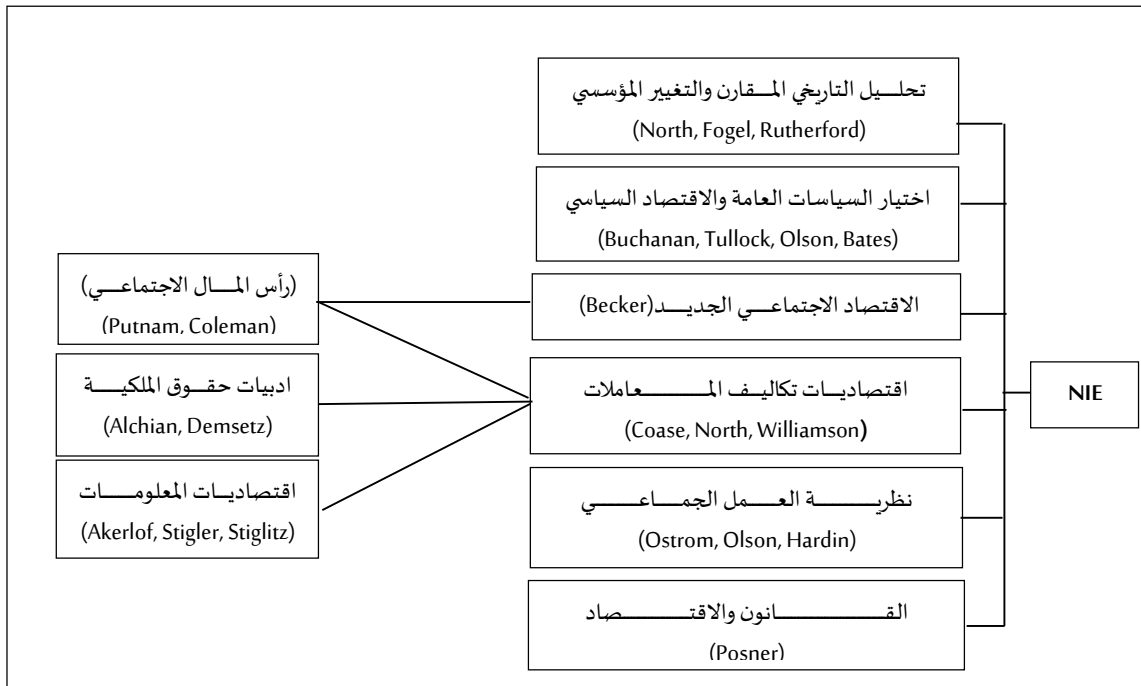 تحليل التاريخي المقارن والتغيير المؤسسي
(North, Fogel, Rutherford)
اختيار السياسات العامة والاقتصاد السياسي
(Buchanan, Tullock, Olson, Bates)
(رأس المال الاجتماعي)
(Putnam, Coleman)
الاقتصاد الاجتماعي الجديد(Becker)
ادبيات حقوق الملكية
(Alchian, Demsetz)
اقتصاديات تكاليف المعاملات
(Coase, North, Williamson)
NIE
اقتصاديات المعلومات
(Akerlof, Stigler, Stiglitz)
نظرية العمل الجماعي
(Ostrom, Olson, Hardin)
القانون والاقتصاد
(Posner)